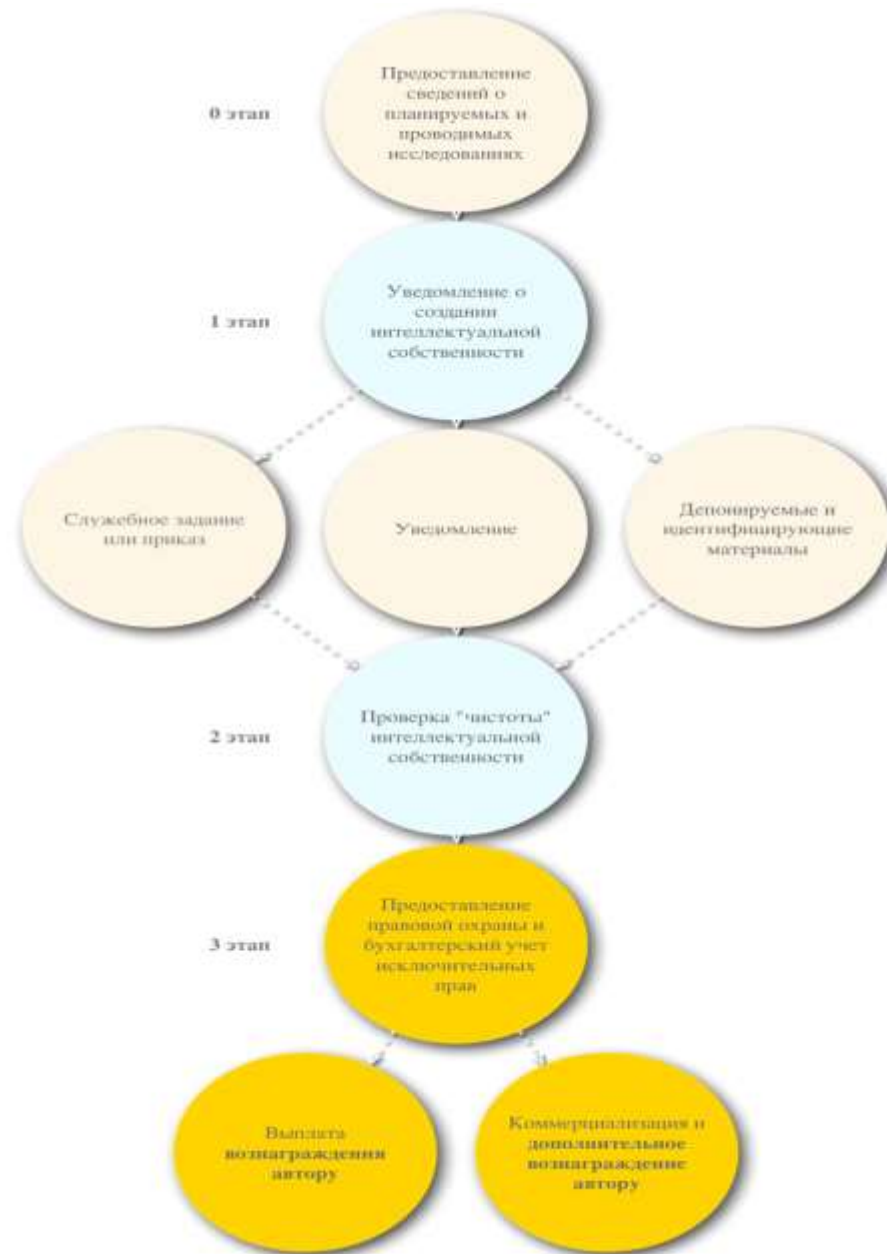 0 этап
Предоставление
сведений о
планируемых и
проводимых
исследованиях
1 этап
Уведомление о
создании
интеллектуальной
собственности
Служебное задание
или приказ
Уведомление
Депонируемые и
идентифицирующие
материалы
2 этап
Проверка "чистоты"
интеллектуальной
собственности
3 этап
Предоставление
правовой охраны и
бухгалтерский учет
исключительных
прав
Выплата
вознаграждения
автору
Коммерциализация и
дополнительное
вознаграждение
автору